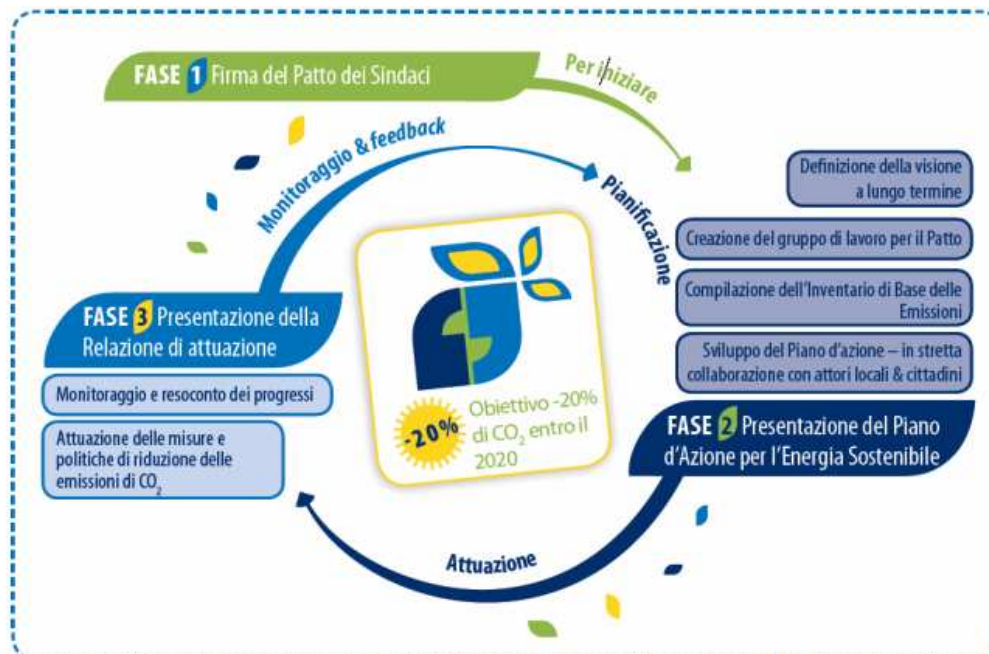 FASE 1 Firma del Patto dei Sindaci
Per iniziare
Monitoraggio & feedback
Pianificazione
Definizione della visione
a lungo termine
Creazione del gruppo di lavoro per il Patto
Compilazione dell'Inventario di Base delle
Emissioni
Sviluppo del Piano d'azione – in stretta
collaborazione con attori locali & cittadini
FASE 2 Presentazione del Piano
d'Azione per l'Energia Sostenibile
FASE 3 Presentazione della
Relazione di attuazione
Monitoraggio e resoconto dei progressi
Attuazione delle misure e
politiche di riduzione delle
emissioni di CO₂
-20%
Obiettivo -20%
di CO₂ entro il
2020
Attuazione